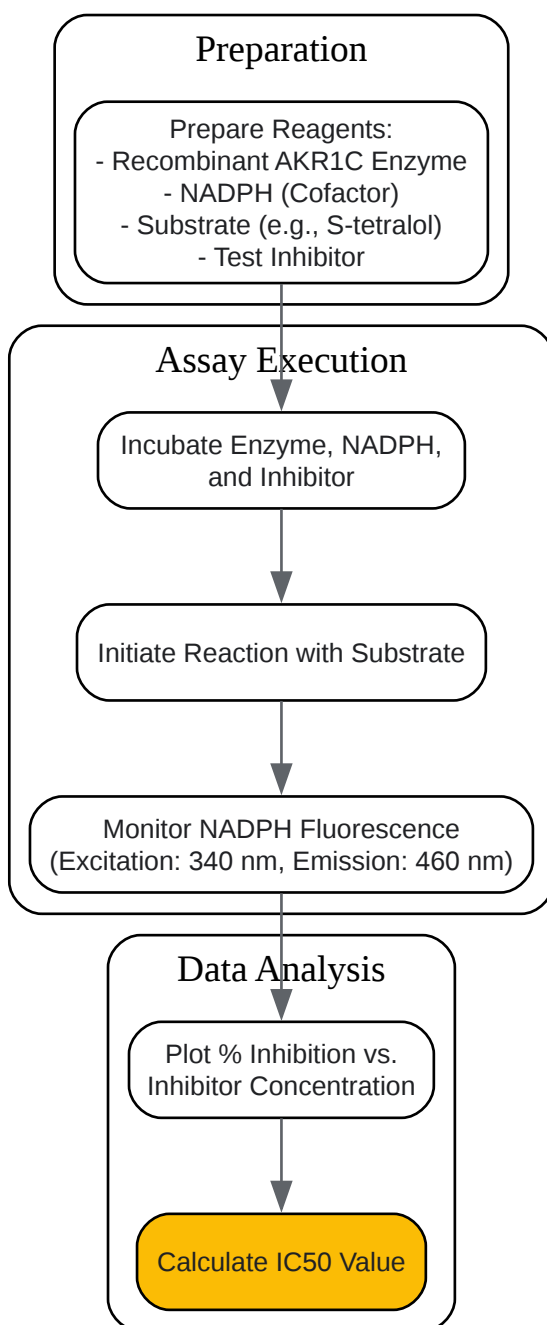 Preparation
Prepare Reagents:
- Recombinant AKR1C Enzyme
- NADPH (Cofactor)
- Substrate (e.g., S-tetralol)
- Test Inhibitor
Assay Execution
Incubate Enzyme, NADPH,
and Inhibitor
Initiate Reaction with Substrate
Monitor NADPH Fluorescence
(Excitation: 340 nm, Emission: 460 nm)
Data Analysis
Plot % Inhibition vs.
Inhibitor Concentration
Calculate IC50 Value